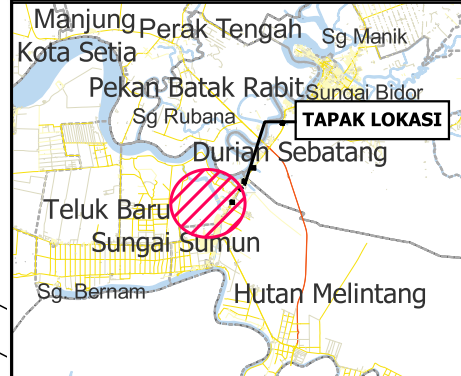 Manjung
Perak Tengah
Sg Manik
Kota Setia
Pekan Batak Rabit
Sungai Bidor
Sg Rubana
TAPAK LOKASI
Durian Sebatang
Teluk Baru
Sungai Sumun
Sg. Bernam
Hutan Melintang